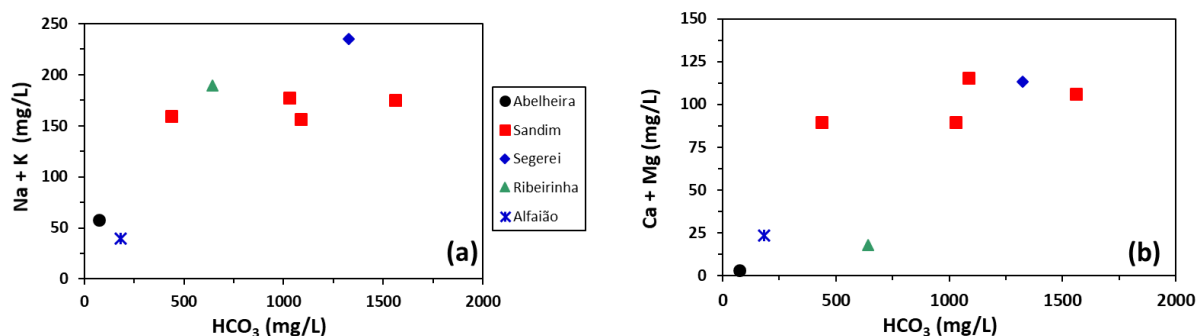 250
200
150
100
50
0
Na + K (mg/L)
0 500 1000 1500 2000
HCO3 (mg/L)
(a)
Abelheira
Sandim
Segerei
Ribeirinha
Alfaião
150
125
100
75
50
25
0
Ca + Mg (mg/L)
0 500 1000 1500 2000
HCO3 (mg/L)
(b)